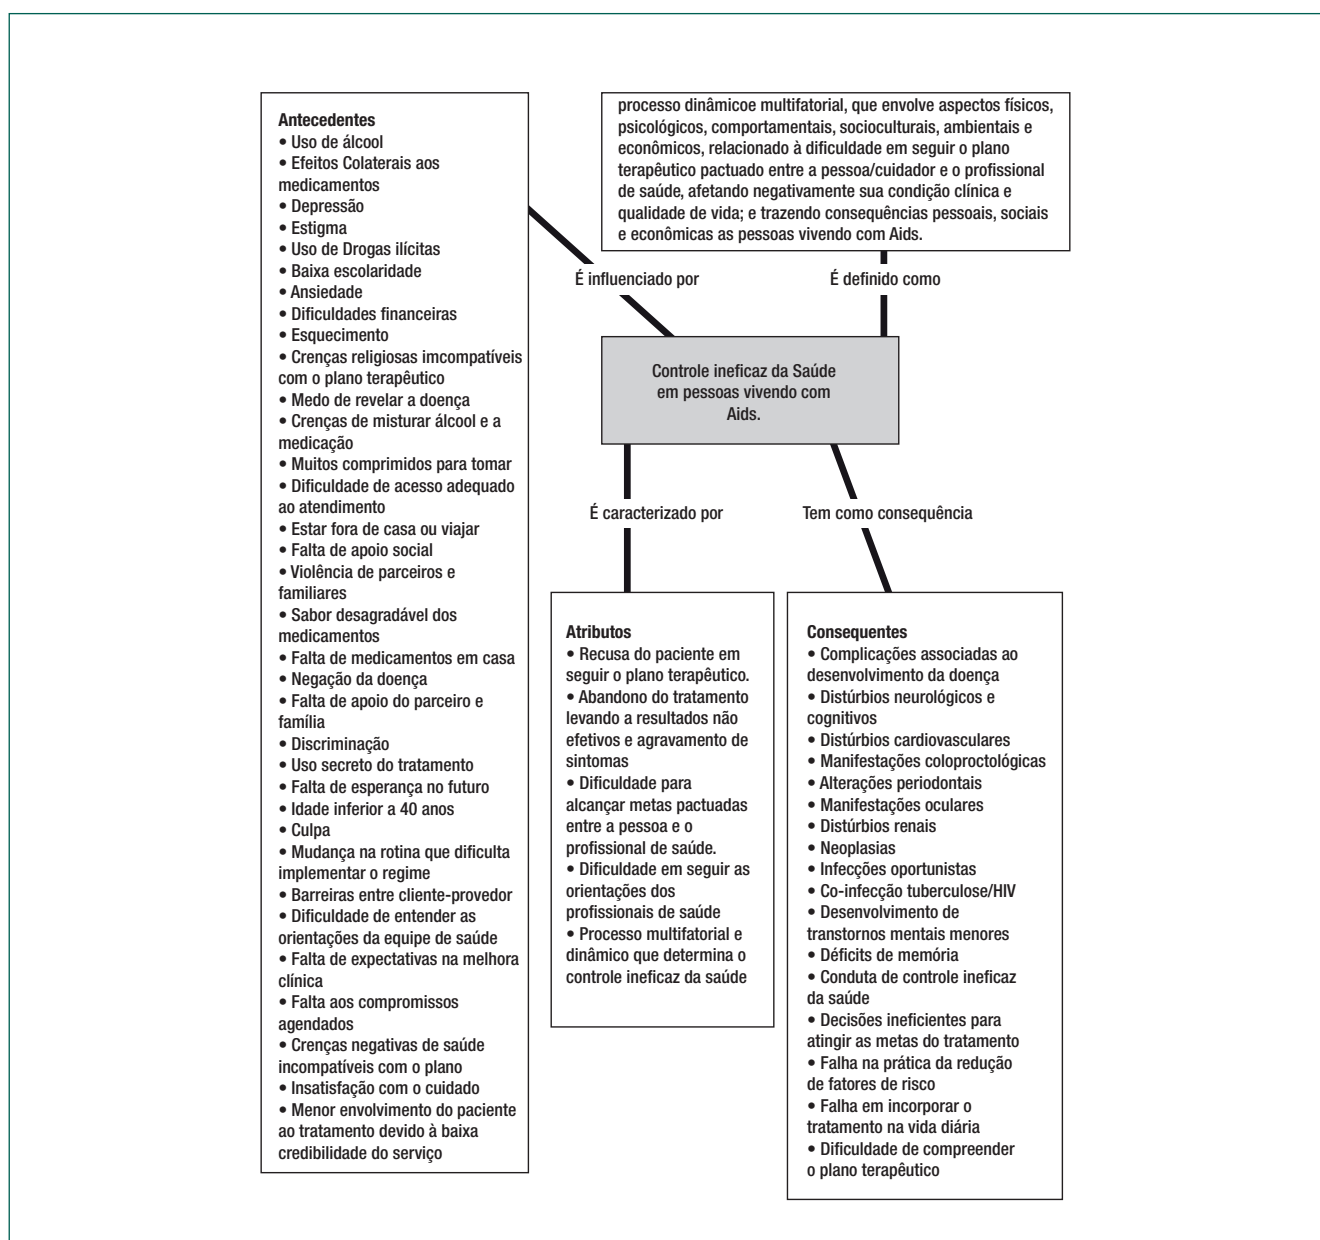 Antecedentes
• Uso de álcool
• Efeitos Colaterais aos
medicamentos
• Depressão
• Estigma
• Uso de Drogas ilícitas
• Baixa escolaridade
• Ansiedade
• Dificuldades financeiras
• Esquecimento
• Crenças religiosas imcompatíveis
com o plano terapêutico
• Medo de revelar a doença
• Crenças de misturar álcool e a
medicação
• Muitos comprimidos para tomar
• Dificuldade de acesso adequado
ao atendimento
• Estar fora de casa ou viajar
• Falta de apoio social
• Violência de parceiros e
familiares
• Sabor desagradável dos
medicamentos
• Falta de medicamentos em casa
• Negação da doença
• Falta de apoio do parceiro e
família
• Discriminação
• Uso secreto do tratamento
• Falta de esperança no futuro
• Idade inferior a 40 anos
• Culpa
• Mudança na rotina que dificulta
implementar o regime
• Barreiras entre cliente-provedor
• Dificuldade de entender as
orientações da equipe de saúde
• Falta de expectativas na melhora
clínica
• Falta aos compromissos
agendados
• Crenças negativas de saúde
incompatíveis com o plano
• Insatisfação com o cuidado
• Menor envolvimento do paciente
ao tratamento devido à baixa
credibilidade do serviço
processo dinâmicoe multifatorial, que envolve aspectos físicos,
psicológicos, comportamentais, socioculturais, ambientais e
econômicos, relacionado à dificuldade em seguir o plano
terapêutico pactuado entre a pessoa/cuidador e o profissional
de saúde, afetando negativamente sua condição clínica e
qualidade de vida; e trazendo consequências pessoais, sociais
e econômicas as pessoas vivendo com Aids.
É influenciado por
É definido como
Controle ineficaz da Saúde
em pessoas vivendo com
Aids.
É caracterizado por
Tem como consequência
Atributos
• Recusa do paciente em
seguir o plano terapêutico.
• Abandono do tratamento
levando a resultados não
efetivos e agravamento de
sintomas
• Dificuldade para
alcançar metas pactuadas
entre a pessoa e o
profissional de saúde.
• Dificuldade em seguir as
orientações dos
profissionais de saúde
• Processo multifatorial e
dinâmico que determina o
controle ineficaz da saúde
Consequentes
• Complicações associadas ao
desenvolvimento da doença
• Distúrbios neurológicos e
cognitivos
• Distúrbios cardiovasculares
• Manifestações coloproctológicas
• Alterações periodontais
• Manifestações oculares
• Distúrbios renais
• Neoplasias
• Infecções oportunistas
• Co-infecção tuberculose/HIV
• Desenvolvimento de
transtornos mentais menores
• Déficits de memória
• Conduta de controle ineficaz
da saúde
• Decisões ineficientes para
atingir as metas do tratamento
• Falha na prática da redução
de fatores de risco
• Falha em incorporar o
tratamento na vida diária
• Dificuldade de compreender
o plano terapêutico